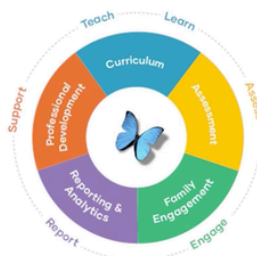 Teach
Learn
Support
Curriculum
Professional
Development
Assessment
Reporting &
Analytics
Family
Engagement
Report
Engage